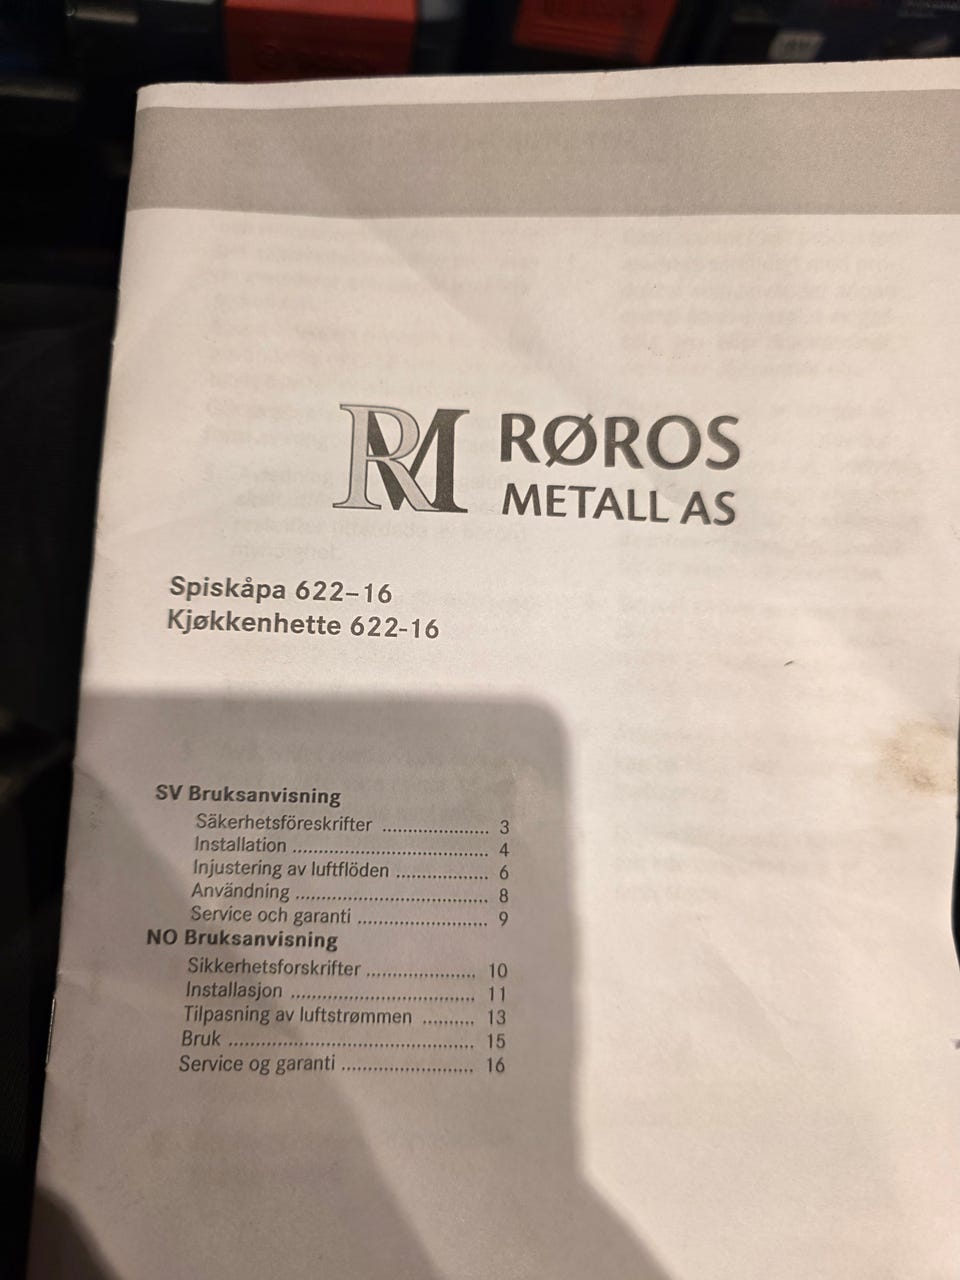 RM RØROS
METALL AS
Spiskåpa 622–16
Kjøkkenhette 622-16
SV Bruksanvisning
Säkerhetsföreskrifter ...................... 3
Installation ........................................ 4
Injustering av luftflöden ................... 6
Användning ....................................... 8
Service och garanti ........................... 9
NO Bruksanvisning
Sikkerhetsforskrifter ...................... 10
Installasjon ..................................... 11
Tilpasning av luftstrømmen .......... 13
Bruk ................................................. 15
Service og garanti ........................... 16